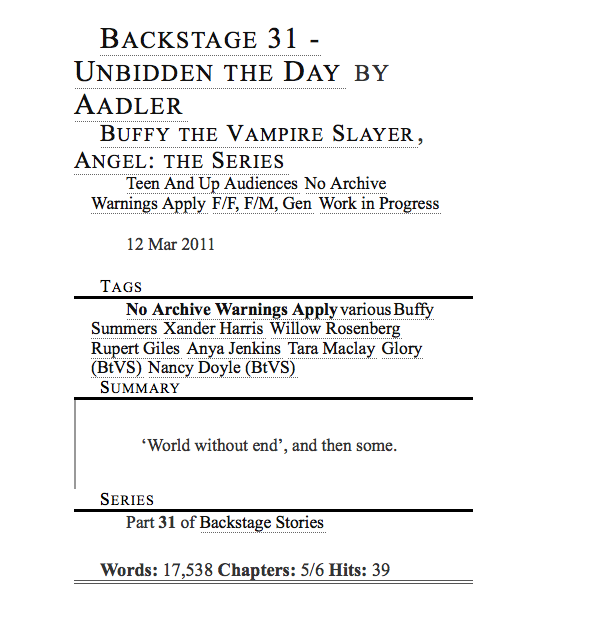 Backstage 31 -
Unbidden the Day by
Aadler
Buffy the Vampire Slayer,
Angel: the Series
Teen And Up Audiences No Archive
Warnings Apply F/F, F/M, Gen Work in Progress
12 Mar 2011
Tags
No Archive Warnings Apply various Buffy
Summers Xander Harris Willow Rosenberg
Rupert Giles Anya Jenkins Tara Maclay Glory
(BtVS) Nancy Doyle (BtVS)
Summary
‘World without end’, and then some.
Series
Part 31 of Backstage Stories
Words: 17,538 Chapters: 5/6 Hits: 39